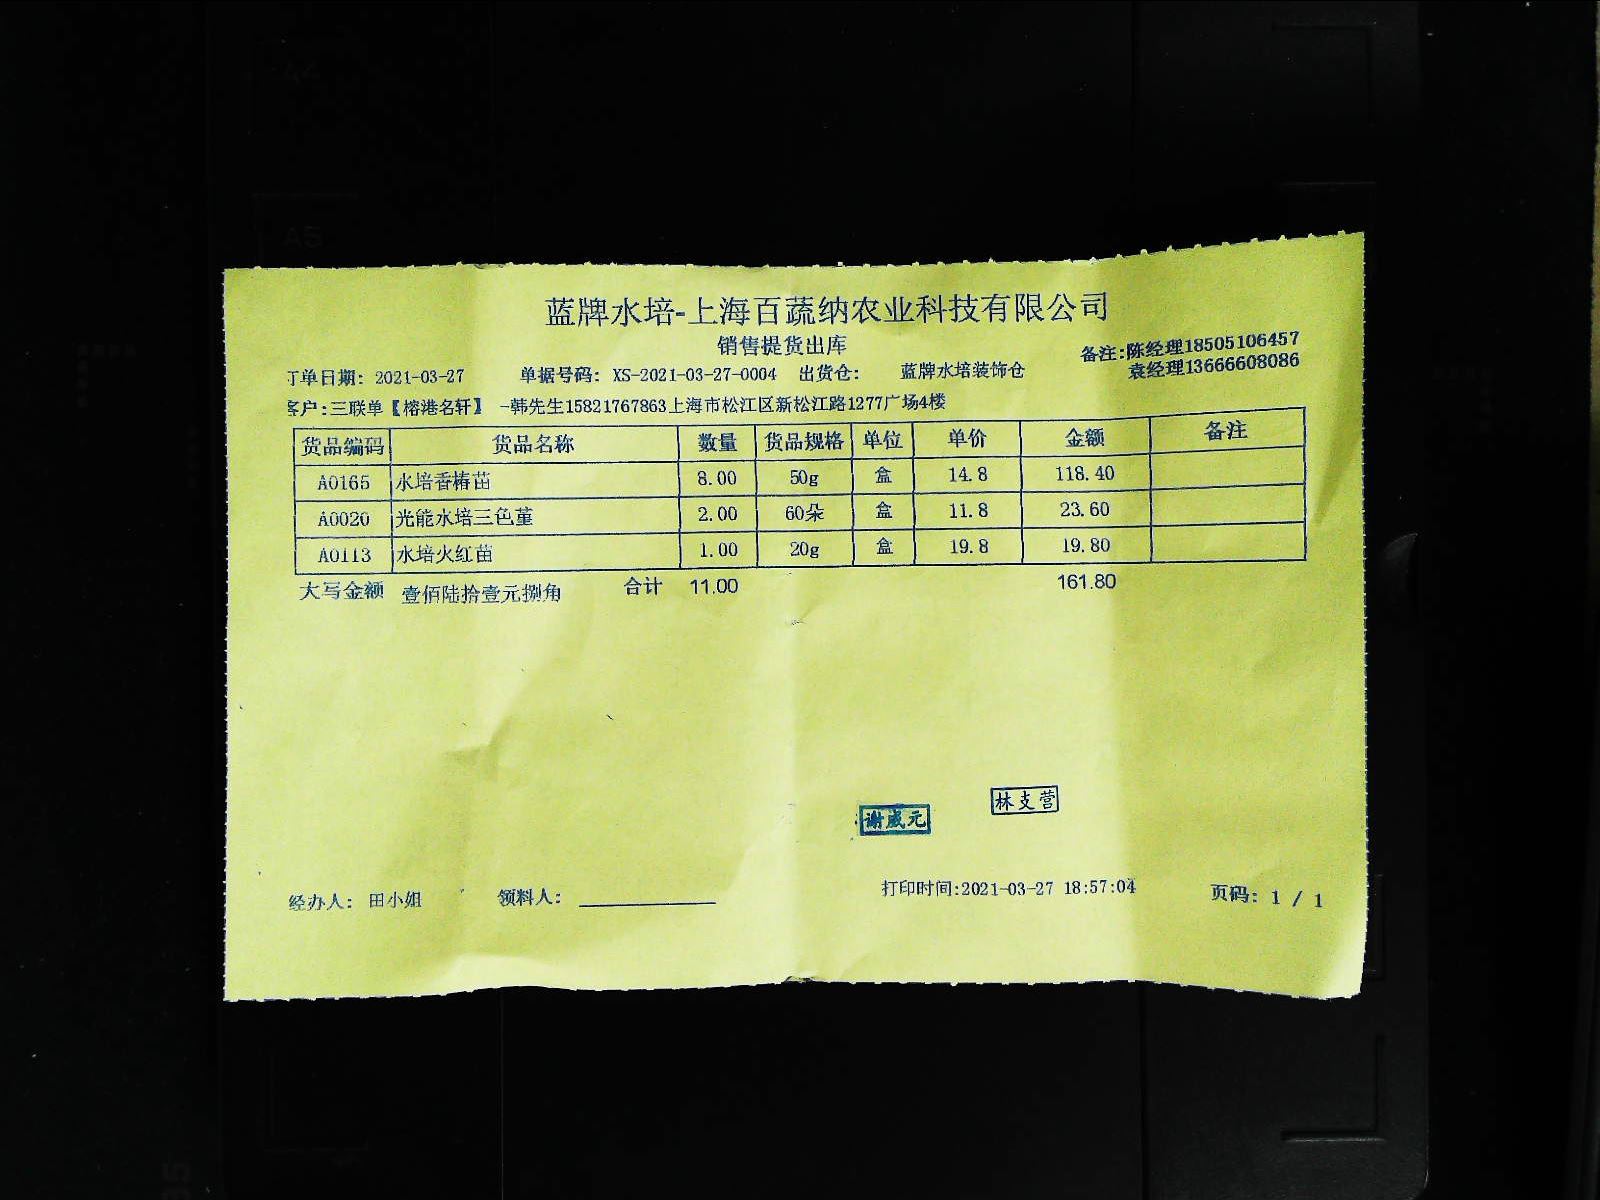 蓝牌水培-上海百蔬纳农业科技有限公司
销售提货出库
备注:陈经理18505106457
袁经理13666608086
订单日期: 2021-03-27 单据号码: XS-2021-03-27-0004 出货仓: 蓝牌水培装饰仓
客户:三联单【榕港名轩】 -韩先生15821767863上海市松江区新松江路1277广场4楼
货品编码 货品名称 数量 货品规格 单位 单价 金额 备注
A0165 水培香椿苗 8.00 50g 盒 14.8 118.40
A0020 光能水培三色堇 2.00 60朵 盒 11.8 23.60
A0113 水培火红苗 1.00 20g 盒 19.8 19.80
大写金额 壹佰陆拾壹元捌角 合计 11.00 161.80
林支营
谢威元
经办人: 田小姐 领料人: 打印时间:2021-03-27 18:57:04 页码: 1 / 1
A5